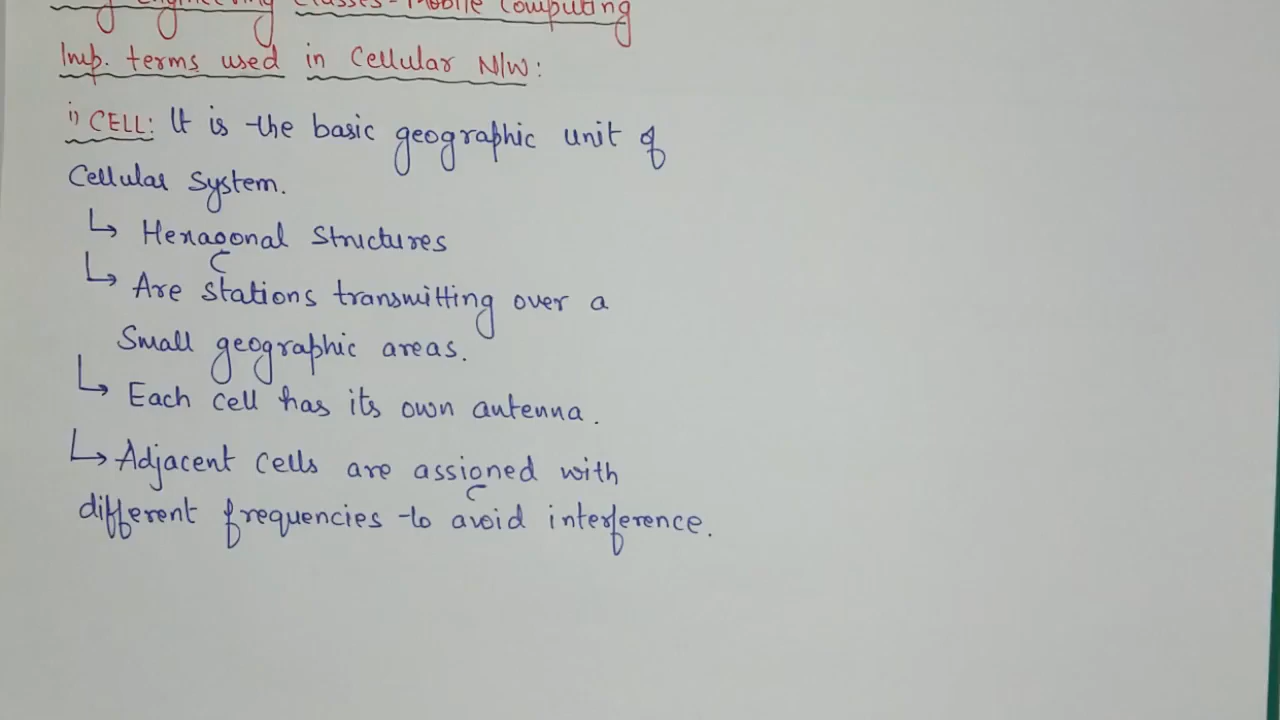 Engineering Classes - Mobile Computing
Imp. terms used in Cellular N/W:
i) CELL: It is the basic geographic unit of
Cellular System.
↳ Hexagonal Structures
↳ Are stations transmitting over a
Small geographic areas.
↳ Each cell has its own antenna.
↳ Adjacent cells are assigned with
different frequencies to avoid interference.